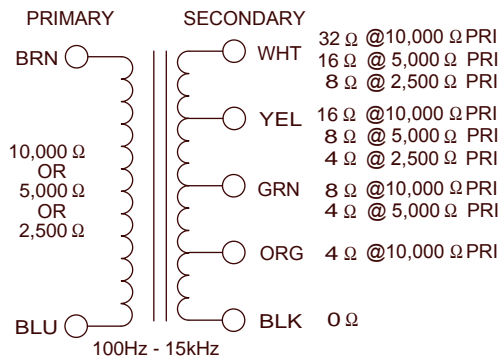 PRIMARY SECONDARY
BRN
WHT
32 Ω @10,000 Ω PRI
16 Ω @ 5,000 Ω PRI
8 Ω @ 2,500 Ω PRI
YEL
16 Ω @10,000 Ω PRI
8 Ω @ 5,000 Ω PRI
4 Ω @ 2,500 Ω PRI
10,000 Ω
OR
5,000 Ω
OR
2,500 Ω
GRN
8 Ω @10,000 Ω PRI
4 Ω @ 5,000 Ω PRI
ORG 4 Ω @10,000 Ω PRI
BLU
BLK 0 Ω
100Hz - 15kHz